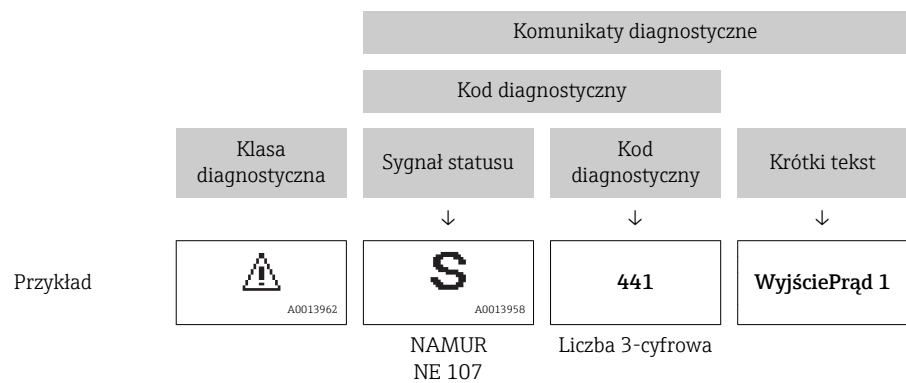 Komunikaty diagnostyczne
Kod diagnostyczny
Klasa
diagnostyczna
Sygnał statusu
Kod
diagnostyczny
Krótki tekst
↓ ↓ ↓
Przykład
A0013962
S
A0013958
441
WyjściePrąd 1
NAMUR
NE 107
Liczba 3-cyfrowa